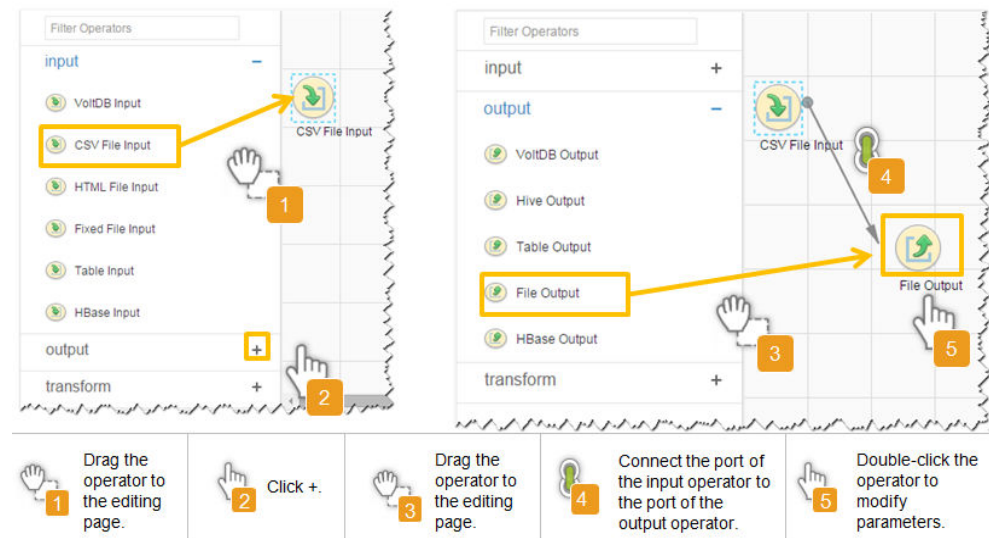 Filter Operators
input −
VoltDB Input
CSV File Input
HTML File Input
Fixed File Input
Table Input
HBase Input
output +
transform +
CSV File Input
1
2
Filter Operators
input +
output −
VoltDB Output
Hive Output
Table Output
File Output
HBase Output
transform +
CSV File Input
4
File Output
3
5
1
Drag the
operator to
the editing
page.
2
Click +.
3
Drag the
operator to
the editing
page.
4
Connect the port of
the input operator to
the port of the
output operator.
5
Double-click the
operator to
modify
parameters.